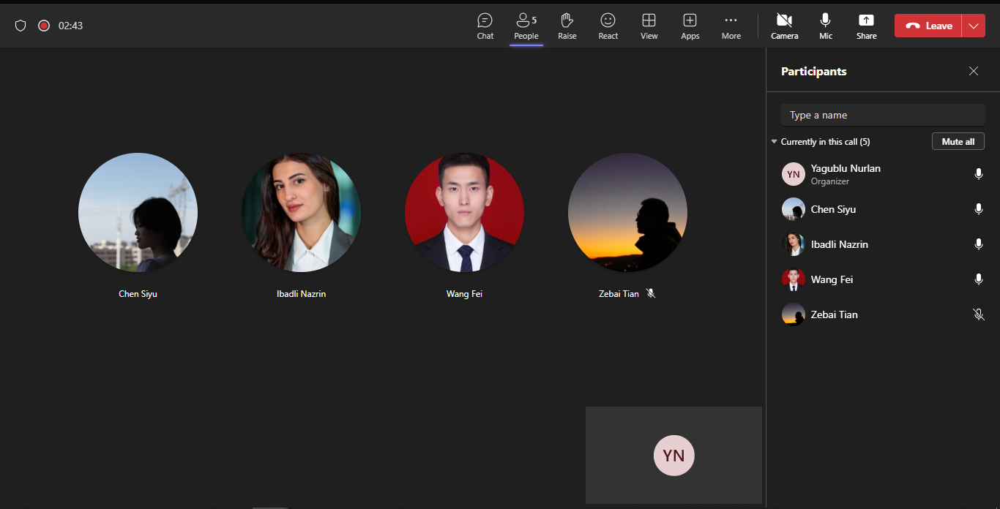 02:43
Chat
People 5
Raise
React
View
Apps
More
Camera
Mic
Share
Leave
Participants
Type a name
Currently in this call (5)
Mute all
YN
Yagublu Nurlan
Organizer
Chen Siyu
Ibadli Nazrin
Wang Fei
Zebai Tian
Chen Siyu
Ibadli Nazrin
Wang Fei
Zebai Tian
YN